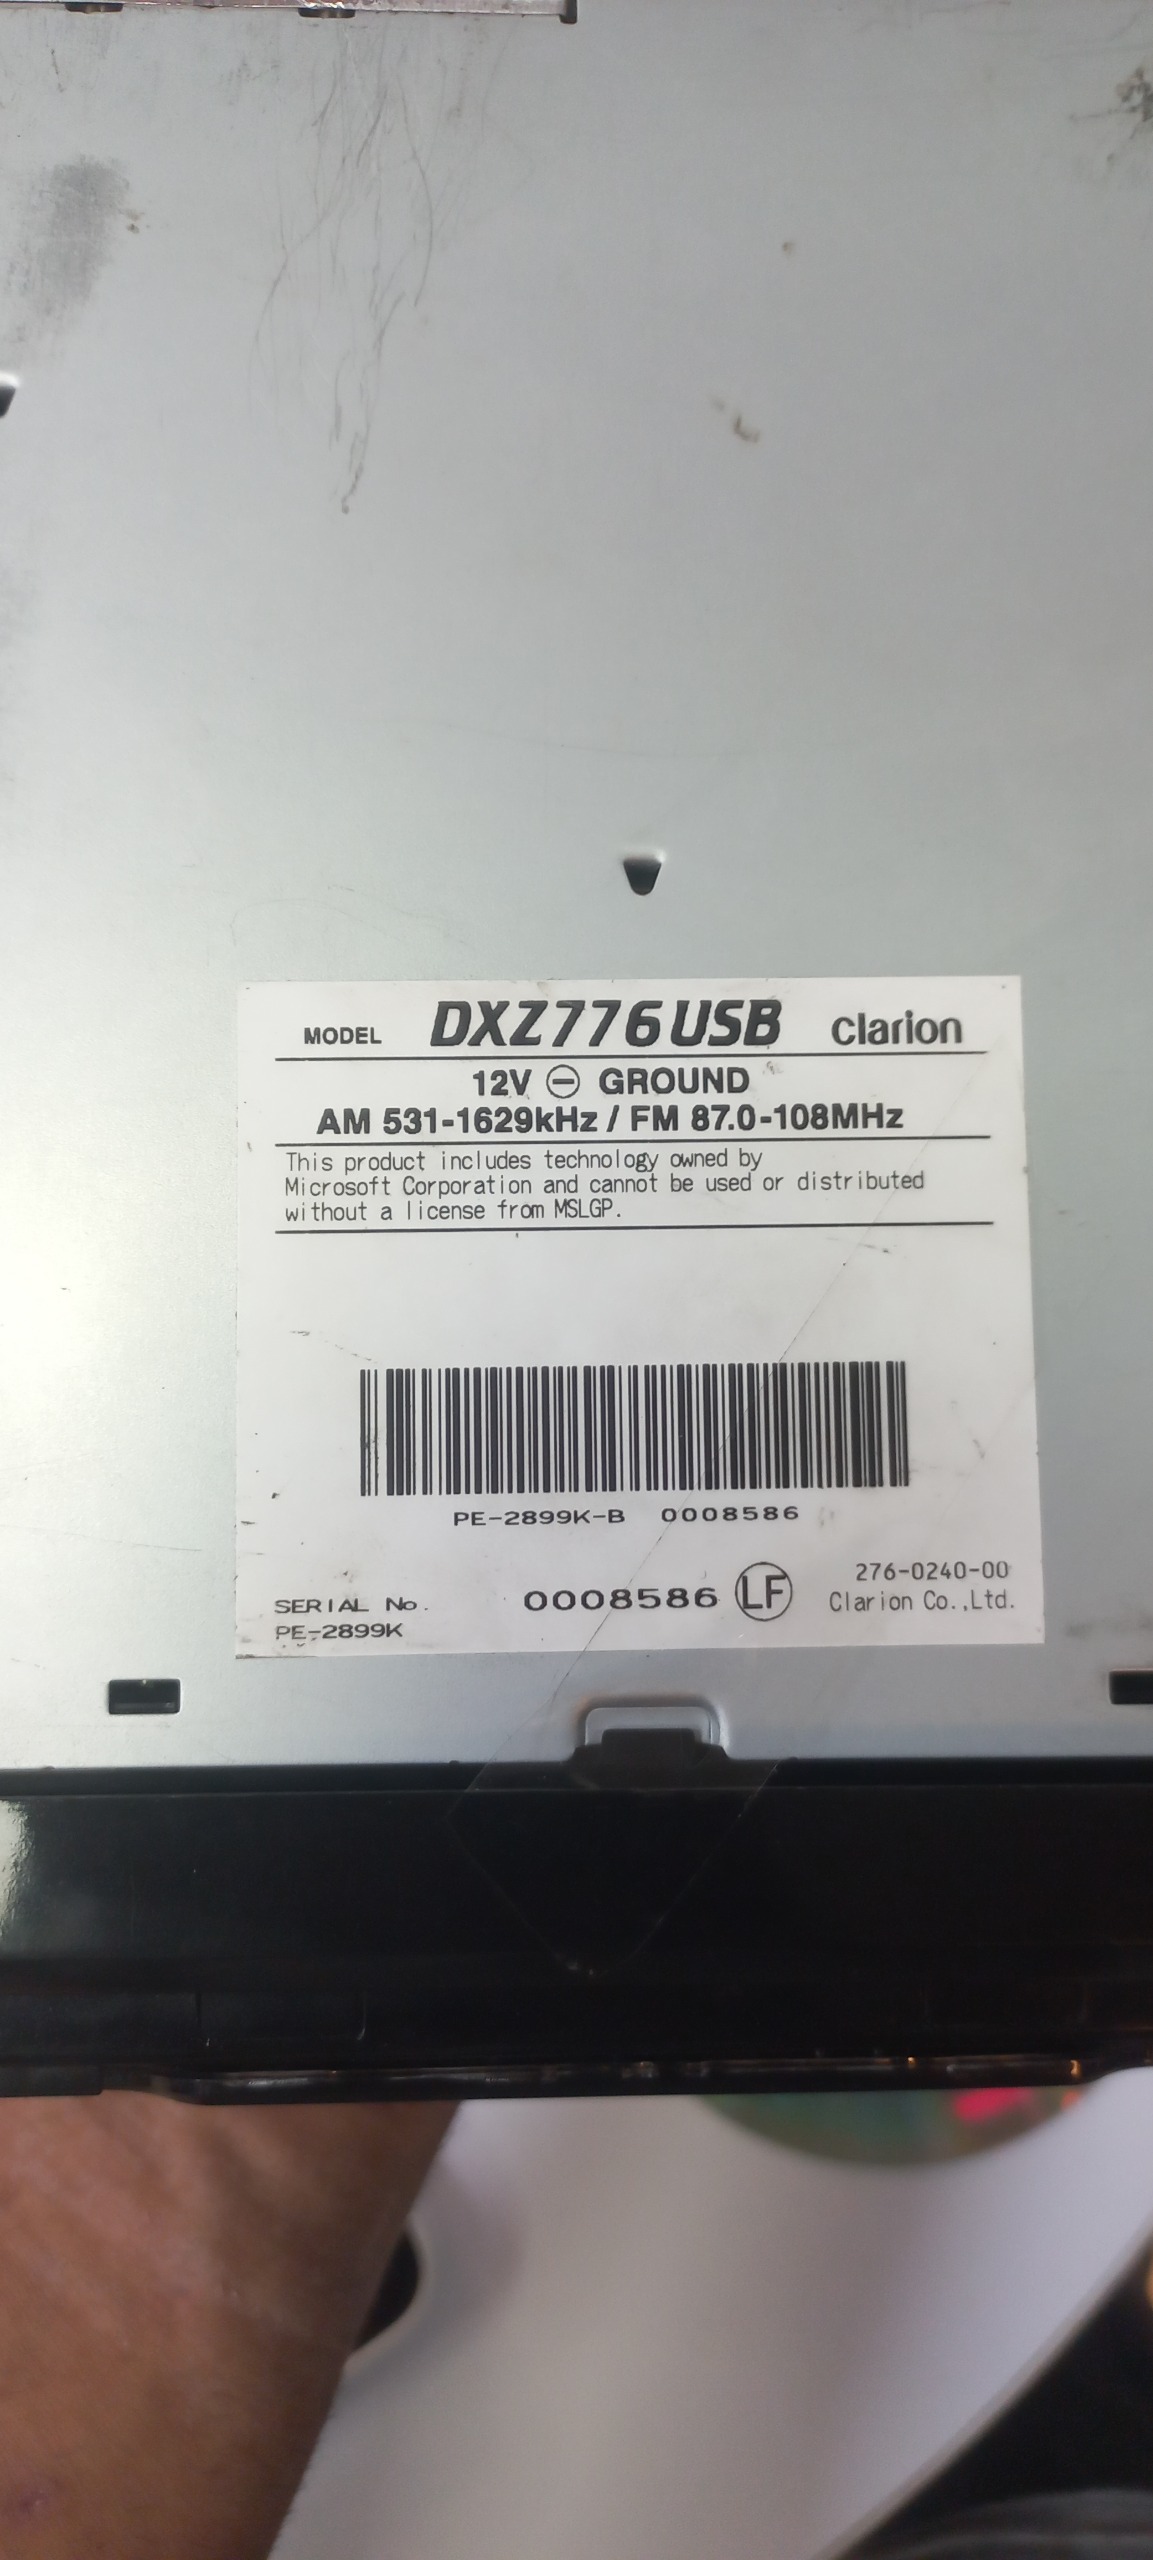 MODEL DXZ776USB clarion
12V ⊖ GROUND
AM 531-1629kHz / FM 87.0-108MHz
This product includes technology owned by
Microsoft Corporation and cannot be used or distributed
without a license from MSLGP.
PE-2899K-B 0008586
276-0240-00
SERIAL No. 0008586 LF Clarion Co.,Ltd.
PE-2899K